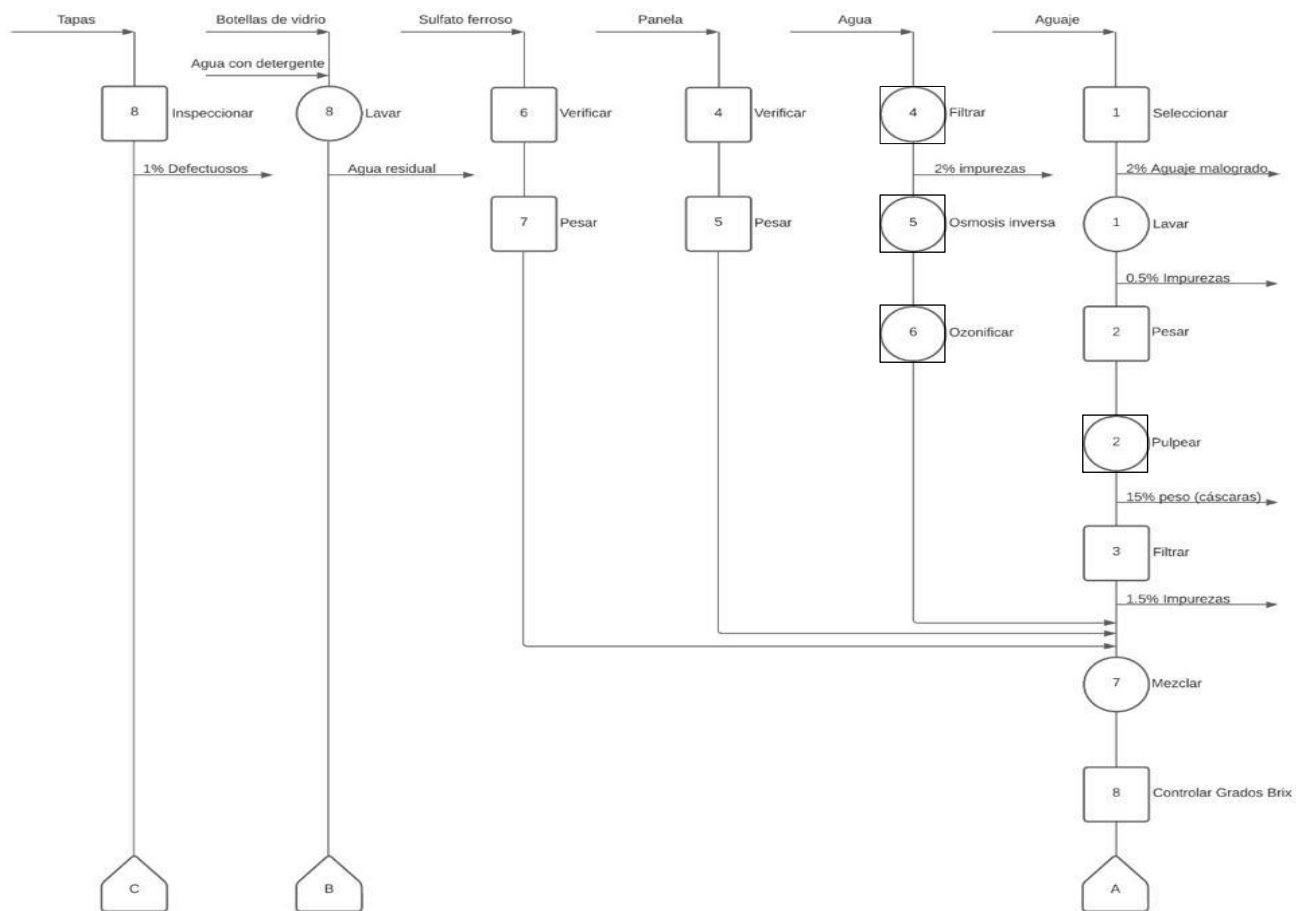 Tapas
Botellas de vidrio
Sulfato ferroso
Panela
Agua
Aguaje
Agua con detergente
8
Inspeccionar
8
Lavar
6
Verificar
4
Verificar
4
Filtrar
1
Seleccionar
1% Defectuosos
Agua residual
2% impurezas
2% Aguaje malogrado
7
Pesar
5
Pesar
5
Osmosis inversa
1
Lavar
0.5% Impurezas
6
Ozonificar
2
Pesar
2
Pulpear
15% peso (cáscaras)
3
Filtrar
1.5% Impurezas
7
Mezclar
8
Controlar Grados Brix
C
B
A